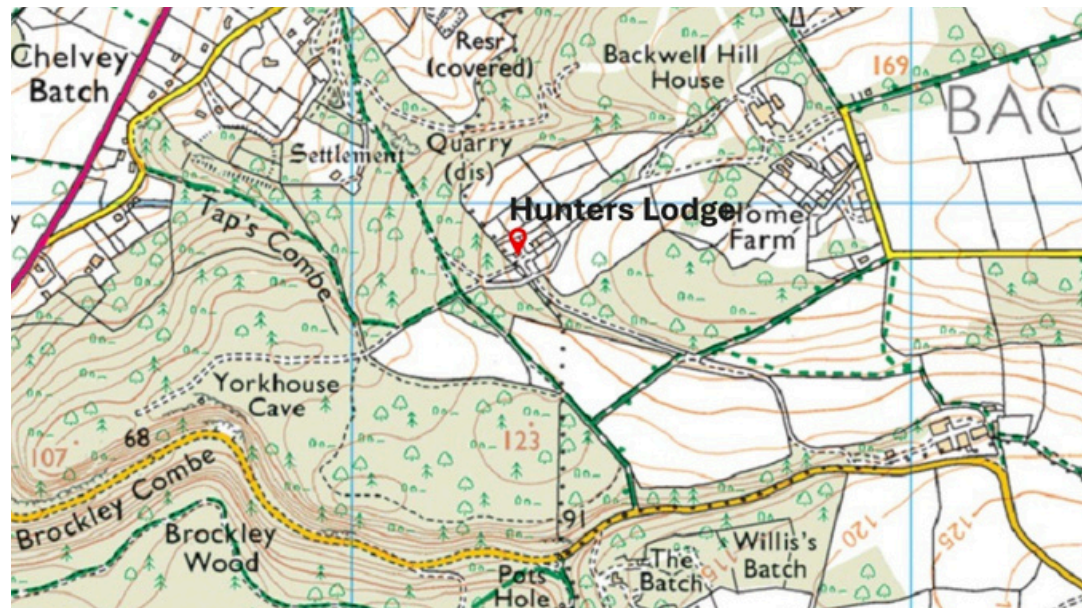 Chelvey
Batch
Resr
(covered)
Backwell Hill
House
169
BAC
Settlement
Quarry
(dis)
Tap's Combe
Hunters Lodge
Home
Farm
Yorkhouse
Cave
68
107
123
Brockley Combe
Brockley
Wood
91
Pots
Hole
The
Batch
115
Willis's
Batch
120
125